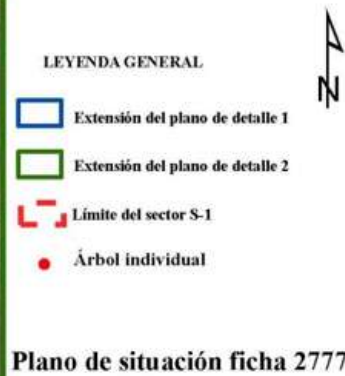 N
LEYENDA GENERAL
Extensión del plano de detalle 1
Extensión del plano de detalle 2
Límite del sector S-1
Árbol individual
Plano de situación ficha 2777